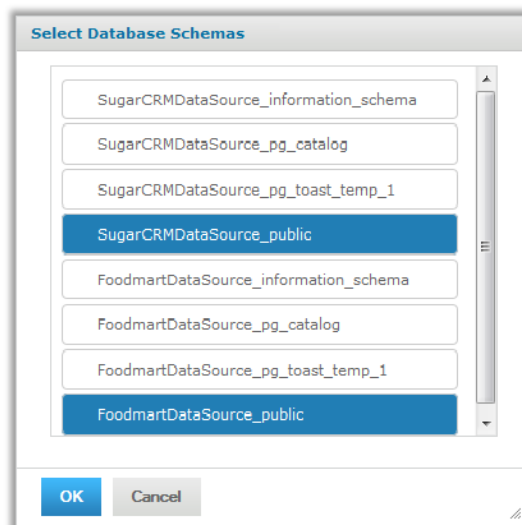 Select Database Schemas
SugarCRMDataSource_information_schema
SugarCRMDataSource_pg_catalog
SugarCRMDataSource_pg_toast_temp_1
SugarCRMDataSource_public
FoodmartDataSource_information_schema
FoodmartDataSource_pg_catalog
FoodmartDataSource_pg_toast_temp_1
FoodmartDataSource_public
OK Cancel